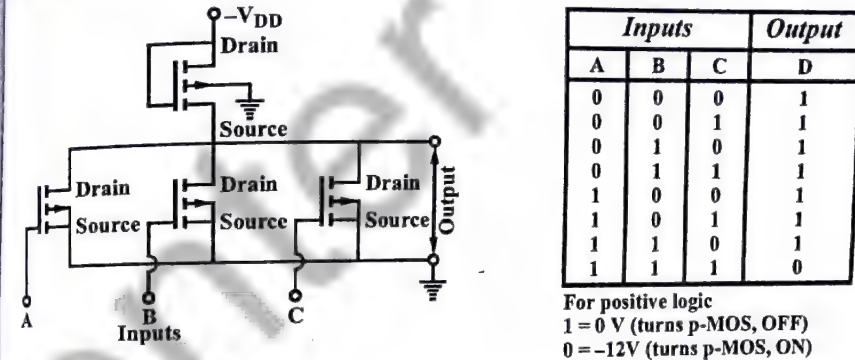 –VDD
Drain
Source
Drain
Source
Drain
Source
Drain
Source
Output
A
B
C
Inputs
Inputs Output
A B C D
0 0 0 1
0 0 1 1
0 1 0 1
0 1 1 1
1 0 0 1
1 0 1 1
1 1 0 1
1 1 1 0
For positive logic
1 = 0 V (turns p-MOS, OFF)
0 = –12V (turns p-MOS, ON)